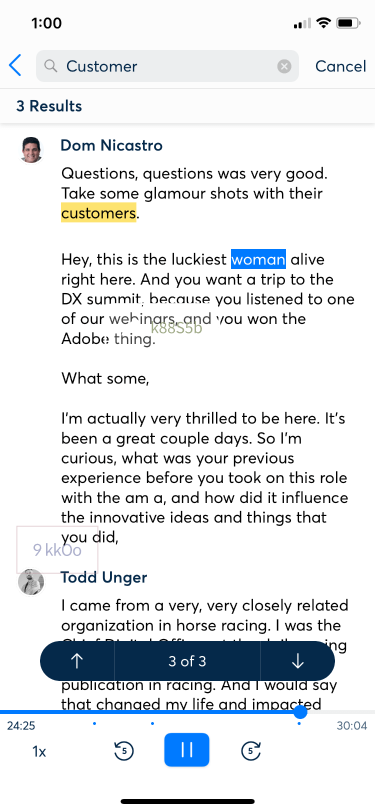 1:00
Customer
Cancel
3 Results
Dom Nicastro
Questions, questions was very good.
Take some glamour shots with their
customers.
Hey, this is the luckiest woman alive
right here. And you want a trip to the
DX summit, because you listened to one
of our webinars, and you won the
k88S5b
Adobe thing.
What some,
I'm actually very thrilled to be here. It's
been a great couple days. So I'm
curious, what was your previous
experience before you took on this role
with the am a, and how did it influence
the innovative ideas and things that
you did,
9 kkOo
Todd Unger
I came from a very, very closely related
organization in horse racing. I was the
3 of 3
publication in racing. And I would say
that changed my life and impacted
24:25
30:04
1x
5
5